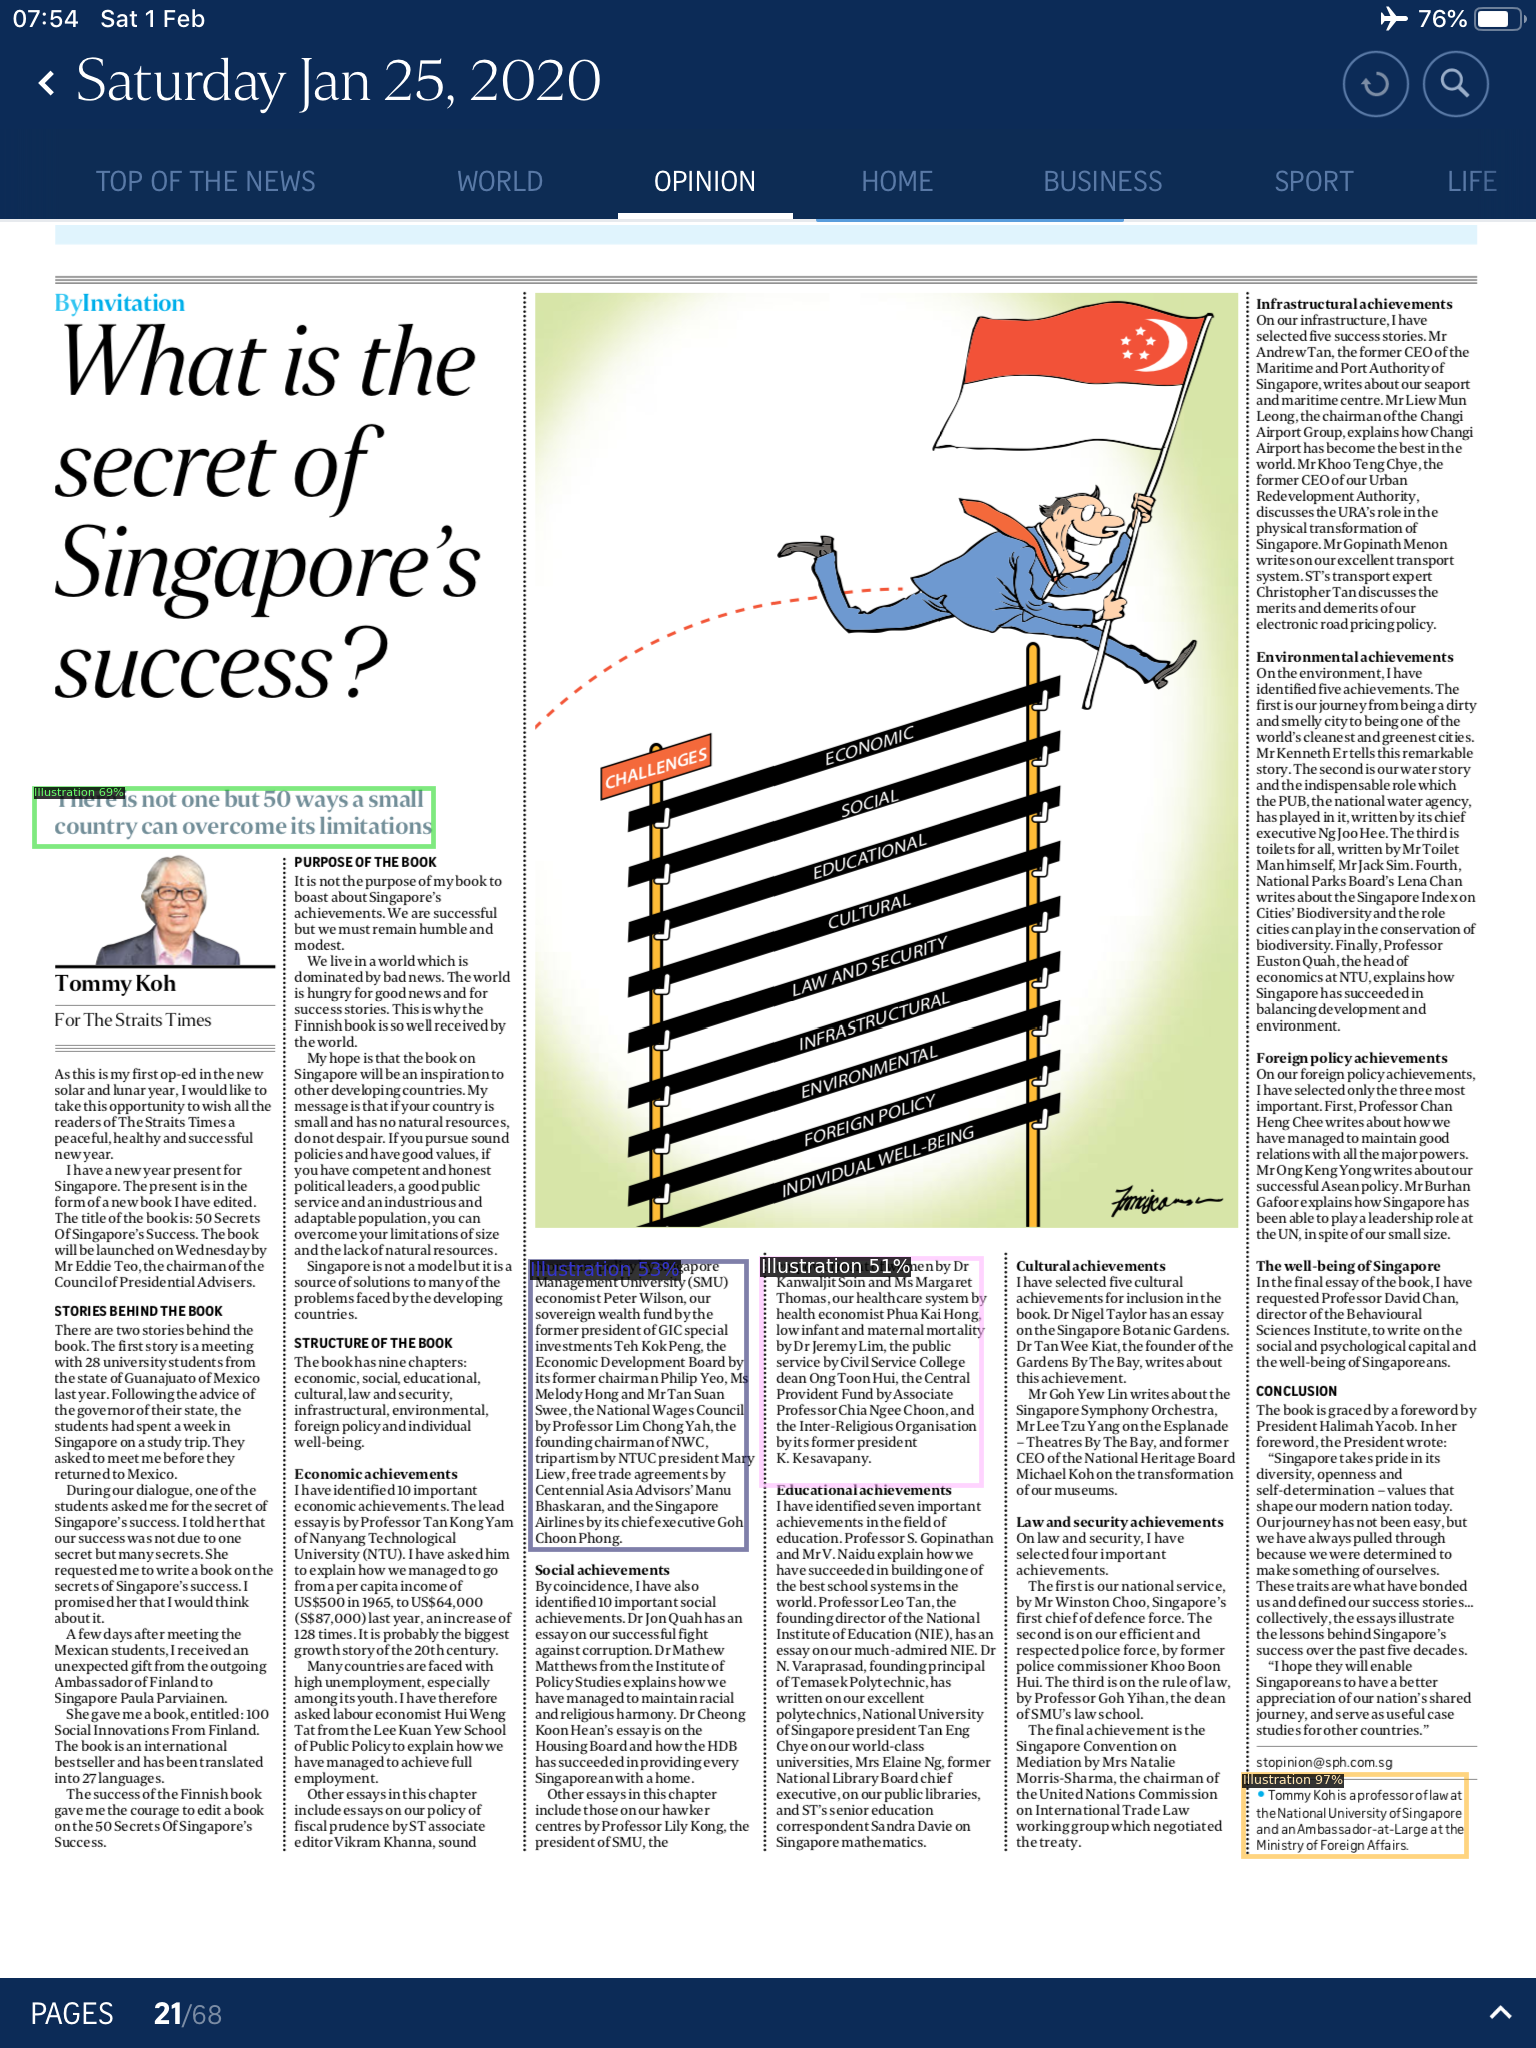 07:54 Sat 1 Feb
76%
Saturday Jan 25, 2020
TOP OF THE NEWS WORLD OPINION HOME BUSINESS SPORT LIFE
ByInvitation
What is the
secret of
Singapore's
success?
Illustration 69%
There is not one but 50 ways a small
country can overcome its limitations
Tommy Koh
For The Straits Times
As this is my first op-ed in the new
solar and lunar year, I would like to
take this opportunity to wish all the
readers of The Straits Times a
peaceful, healthy and successful
new year.
I have a new year present for
Singapore. The present is in the
form of a new book I have edited.
The title of the book is: 50 Secrets
Of Singapore's Success. The book
will be launched on Wednesday by
Mr Eddie Teo, the chairman of the
Council of Presidential Advisers.
STORIES BEHIND THE BOOK
There are two stories behind the
book. The first story is a meeting
with 28 university students from
the state of Guanajuato of Mexico
last year. Following the advice of
the governor of their state, the
students had spent a week in
Singapore on a study trip. They
asked to meet me before they
returned to Mexico.
During our dialogue, one of the
students asked me for the secret of
Singapore's success. I told her that
our success was not due to one
secret but many secrets. She
requested me to write a book on the
secrets of Singapore's success. I
promised her that I would think
about it.
A few days after meeting the
Mexican students, I received an
unexpected gift from the outgoing
Ambassador of Finland to
Singapore Paula Parviainen.
She gave me a book, entitled: 100
Social Innovations From Finland.
The book is an international
bestseller and has been translated
into 27 languages.
The success of the Finnish book
gave me the courage to edit a book
on the 50 Secrets Of Singapore's
Success.
PURPOSE OF THE BOOK
It is not the purpose of my book to
boast about Singapore's
achievements. We are successful
but we must remain humble and
modest.
We live in a world which is
dominated by bad news. The world
is hungry for good news and for
success stories. This is why the
Finnish book is so well received by
the world.
My hope is that the book on
Singapore will be an inspiration to
other developing countries. My
message is that if your country is
small and has no natural resources,
do not despair. If you pursue sound
policies and have good values, if
you have competent and honest
political leaders, a good public
service and an industrious and
adaptable population, you can
overcome your limitations of size
and the lack of natural resources.
Singapore is not a model but it is a
source of solutions to many of the
problems faced by the developing
countries.
STRUCTURE OF THE BOOK
The book has nine chapters:
economic, social, educational,
cultural, law and security,
infrastructural, environmental,
foreign policy and individual
well-being.
Economic achievements
I have identified 10 important
economic achievements. The lead
essay is by Professor Tan Kong Yam
of Nanyang Technological
University (NTU). I have asked him
to explain how we managed to go
from a per capita income of
US$500 in 1965, to US$64,000
(S$87,000) last year, an increase of
128 times. It is probably the biggest
growth story of the 20th century.
Many countries are faced with
high unemployment, especially
among its youth. I have therefore
asked labour economist Hui Weng
Tat from the Lee Kuan Yew School
of Public Policy to explain how we
have managed to achieve full
employment.
Other essays in this chapter
include essays on our policy of
fiscal prudence by ST associate
editor Vikram Khanna, sound
CHALLENGES
ECONOMIC
SOCIAL
EDUCATIONAL
CULTURAL
LAW AND SECURITY
INFRASTRUCTURAL
ENVIRONMENTAL
FOREIGN POLICY
INDIVIDUAL WELL-BEING
Illustration 53%
Management University (SMU)
economist Peter Wilson, our
sovereign wealth fund by the
former president of GIC special
investments Teh Kok Peng, the
Economic Development Board by
its former chairman Philip Yeo, Ms
Melody Hong and Mr Tan Suan
Swee, the National Wages Council
by Professor Lim Chong Yah, the
founding chairman of NWC,
tripartism by NTUC president Mary
Liew, free trade agreements by
Centennial Asia Advisors' Manu
Bhaskaran, and the Singapore
Airlines by its chief executive Goh
Choon Phong.
Social achievements
By coincidence, I have also
identified 10 important social
achievements. Dr Jon Quah has an
essay on our successful fight
against corruption. Dr Mathew
Matthews from the Institute of
Policy Studies explains how we
have managed to maintain racial
and religious harmony. Dr Cheong
Koon Hean's essay is on the
Housing Board and how the HDB
has succeeded in providing every
Singaporean with a home.
Other essays in this chapter
include those on our hawker
centres by Professor Lily Kong, the
president of SMU, the
Illustration 51%
by Dr
Kanwaljit Soin and Ms Margaret
Thomas, our healthcare system by
health economist Phua Kai Hong,
low infant and maternal mortality
by Dr Jeremy Lim, the public
service by Civil Service College
dean Ong Toon Hui, the Central
Provident Fund by Associate
Professor Chia Ngee Choon, and
the Inter-Religious Organisation
by its former president
K. Kesavapany.
Educational achievements
I have identified seven important
achievements in the field of
education. Professor S. Gopinathan
and Mr V. Naidu explain how we
have succeeded in building one of
the best school systems in the
world. Professor Leo Tan, the
founding director of the National
Institute of Education (NIE), has an
essay on our much-admired NIE. Dr
N. Varaprasad, founding principal
of Temasek Polytechnic, has
written on our excellent
polytechnics, National University
of Singapore president Tan Eng
Chye on our world-class
universities, Mrs Elaine Ng, former
National Library Board chief
executive, on our public libraries,
and ST's senior education
correspondent Sandra Davie on
Singapore mathematics.
Cultural achievements
I have selected five cultural
achievements for inclusion in the
book. Dr Nigel Taylor has an essay
on the Singapore Botanic Gardens.
Dr Tan Wee Kiat, the founder of the
Gardens By The Bay, writes about
this achievement.
Mr Goh Yew Lin writes about the
Singapore Symphony Orchestra,
Mr Lee Tzu Yang on the Esplanade
– Theatres By The Bay, and former
CEO of the National Heritage Board
Michael Koh on the transformation
of our museums.
Law and security achievements
On law and security, I have
selected four important
achievements.
The first is our national service,
by Mr Winston Choo, Singapore's
first chief of defence force. The
second is on our efficient and
respected police force, by former
police commissioner Khoo Boon
Hui. The third is on the rule of law,
by Professor Goh Yihan, the dean
of SMU's law school.
The final achievement is the
Singapore Convention on
Mediation by Mrs Natalie
Morris-Sharma, the chairman of
the United Nations Commission
on International Trade Law
working group which negotiated
the treaty.
Infrastructural achievements
On our infrastructure, I have
selected five success stories. Mr
Andrew Tan, the former CEO of the
Maritime and Port Authority of
Singapore, writes about our seaport
and maritime centre. Mr Liew Mun
Leong, the chairman of the Changi
Airport Group, explains how Changi
Airport has become the best in the
world. Mr Khoo Teng Chye, the
former CEO of our Urban
Redevelopment Authority,
discusses the URA's role in the
physical transformation of
Singapore. Mr Gopinath Menon
writes on our excellent transport
system. ST's transport expert
Christopher Tan discusses the
merits and demerits of our
electronic road pricing policy.
Environmental achievements
On the environment, I have
identified five achievements. The
first is our journey from being a dirty
and smelly city to being one of the
world's cleanest and greenest cities.
Mr Kenneth Er tells this remarkable
story. The second is our water story
and the indispensable role which
the PUB, the national water agency,
has played in it, written by its chief
executive Ng Joo Hee. The third is
toilets for all, written by Mr Toilet
Man himself, Mr Jack Sim. Fourth,
National Parks Board's Lena Chan
writes about the Singapore Index on
Cities' Biodiversity and the role
cities can play in the conservation of
biodiversity. Finally, Professor
Euston Quah, the head of
economics at NTU, explains how
Singapore has succeeded in
balancing development and
environment.
Foreign policy achievements
On our foreign policy achievements,
I have selected only the three most
important. First, Professor Chan
Heng Chee writes about how we
have managed to maintain good
relations with all the major powers.
Mr Ong Keng Yong writes about our
successful Asean policy. Mr Burhan
Gafoor explains how Singapore has
been able to play a leadership role at
the UN, in spite of our small size.
The well-being of Singapore
In the final essay of the book, I have
requested Professor David Chan,
director of the Behavioural
Sciences Institute, to write on the
social and psychological capital and
the well-being of Singaporeans.
CONCLUSION
The book is graced by a foreword by
President Halimah Yacob. In her
foreword, the President wrote:
"Singapore takes pride in its
diversity, openness and
self-determination – values that
shape our modern nation today.
Our journey has not been easy, but
we have always pulled through
because we were determined to
make something of ourselves.
These traits are what have bonded
us and defined our success stories...
collectively, the essays illustrate
the lessons behind Singapore's
success over the past five decades.
"I hope they will enable
Singaporeans to have a better
appreciation of our nation's shared
journey, and serve as useful case
studies for other countries."
stopinion@sph.com.sg
Illustration 97%
• Tommy Koh is a professor of law at
the National University of Singapore
and an Ambassador-at-Large at the
Ministry of Foreign Affairs.
PAGES 21/68